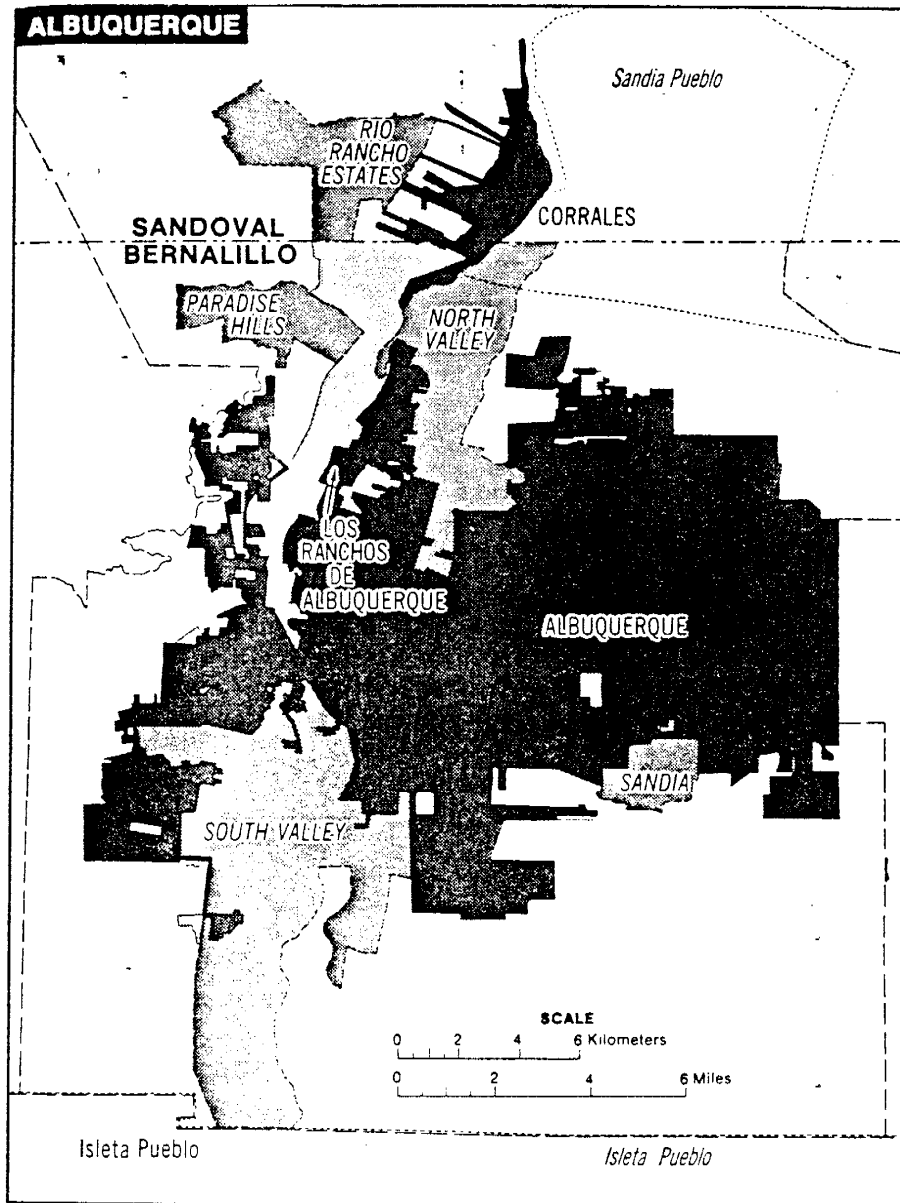 ALBUQUERQUE
Sandia Pueblo
RIO
RANCHO
ESTATES
CORRALES
SANDOVAL
BERNALILLO
PARADISE
HILLS
NORTH
VALLEY
LOS
RANCHOS
DE
ALBUQUERQUE
ALBUQUERQUE
SANDIA
SOUTH VALLEY
SCALE
0 2 4 6 Kilometers
0 2 4 6 Miles
Isleta Pueblo
Isleta Pueblo